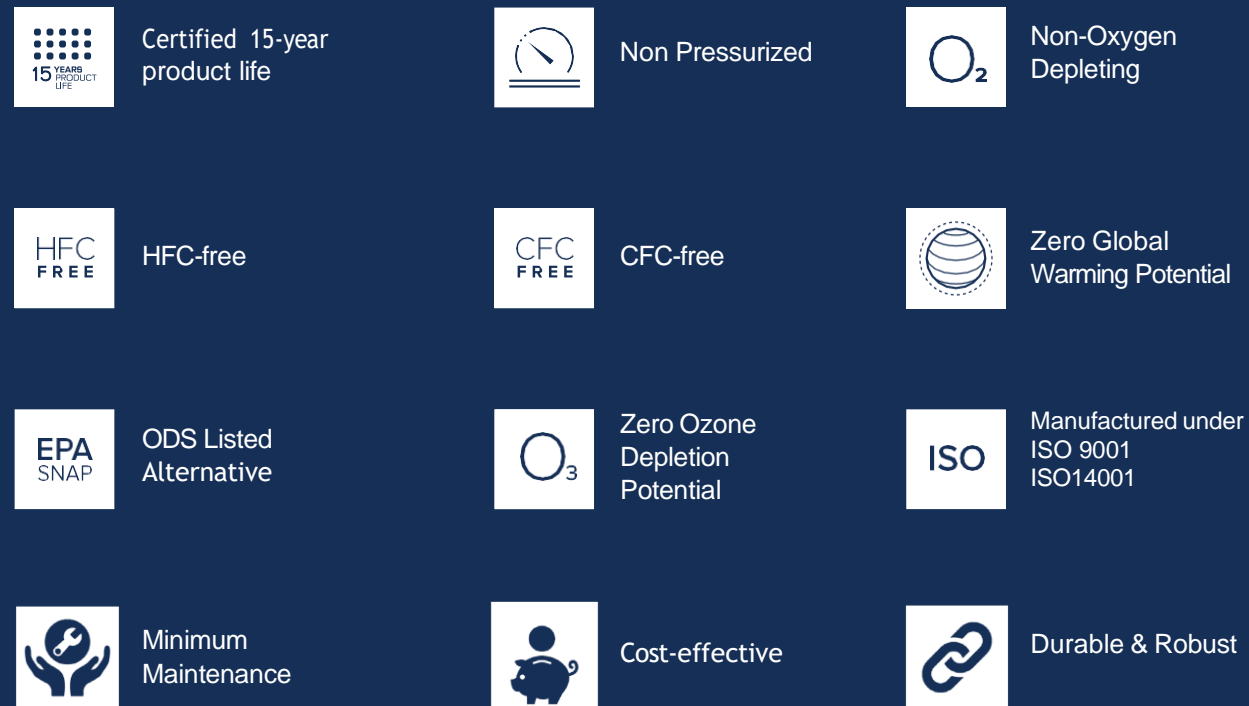 15 YEARS
PRODUCT
LIFE
Certified 15-year
product life
Non Pressurized
O2
Non-Oxygen
Depleting
HFC
FREE
HFC-free
CFC
FREE
CFC-free
Zero Global
Warming Potential
EPA
SNAP
ODS Listed
Alternative
O3
Zero Ozone
Depletion
Potential
ISO
Manufactured under
ISO 9001
ISO14001
Minimum
Maintenance
Cost-effective
Durable & Robust